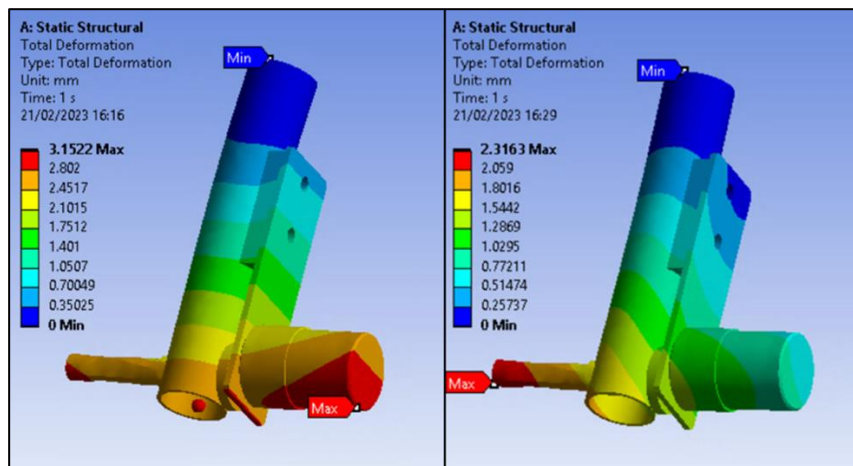 A: Static Structural
Total Deformation
Type: Total Deformation
Unit: mm
Time: 1 s
21/02/2023 16:16
3.1522 Max
2.802
2.4517
2.1015
1.7512
1.401
1.0507
0.70049
0.35025
0 Min
Min
Max
A: Static Structural
Total Deformation
Type: Total Deformation
Unit: mm
Time: 1 s
21/02/2023 16:29
2.3163 Max
2.059
1.8016
1.5442
1.2869
1.0295
0.77211
0.51474
0.25737
0 Min
Min
Max